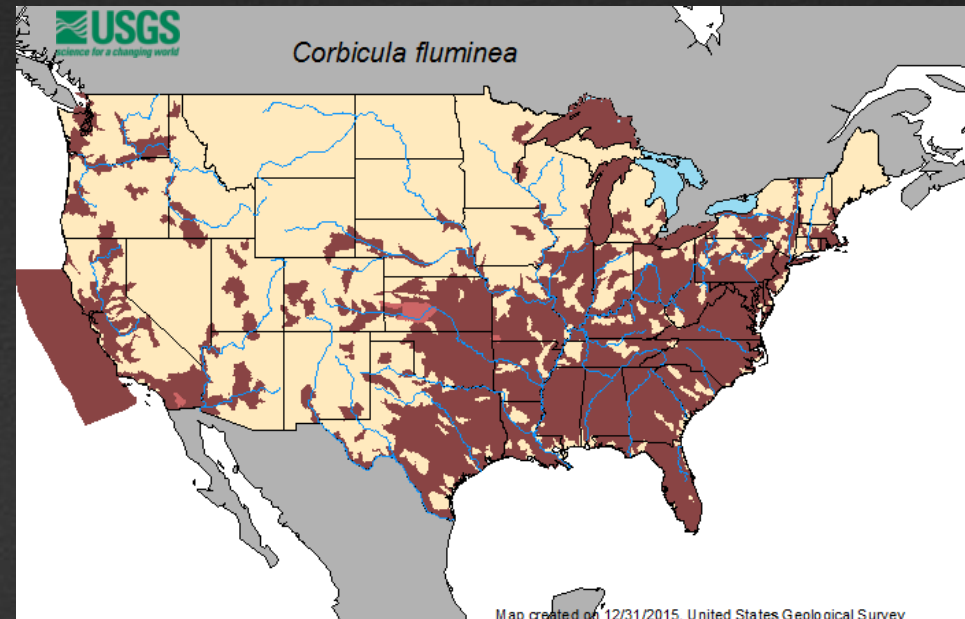 USGS
science for a changing world
Corbicula fluminea
Map created on 12/31/2015. United States Geological Survey